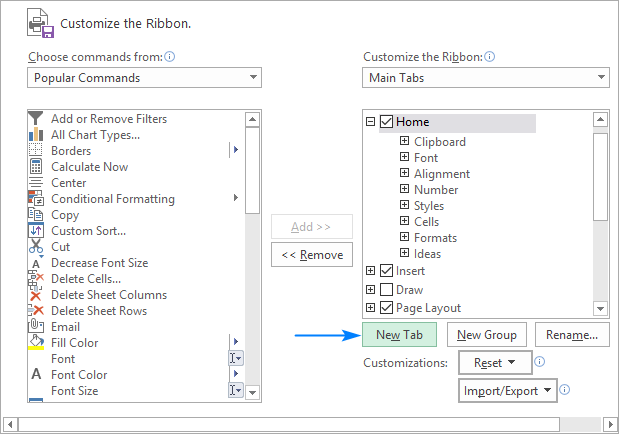 Customize the Ribbon.
Choose commands from:
Popular Commands
Add or Remove Filters
All Chart Types...
Borders
Calculate Now
Center
Conditional Formatting
Copy
Custom Sort...
Cut
Decrease Font Size
Delete Cells...
Delete Sheet Columns
Delete Sheet Rows
Email
Fill Color
Font
Font Color
Font Size
Add >>
<< Remove
Customize the Ribbon:
Main Tabs
Home
Clipboard
Font
Alignment
Number
Styles
Cells
Formats
Ideas
Insert
Draw
Page Layout
New Tab
New Group
Rename...
Customizations:
Reset
Import/Export